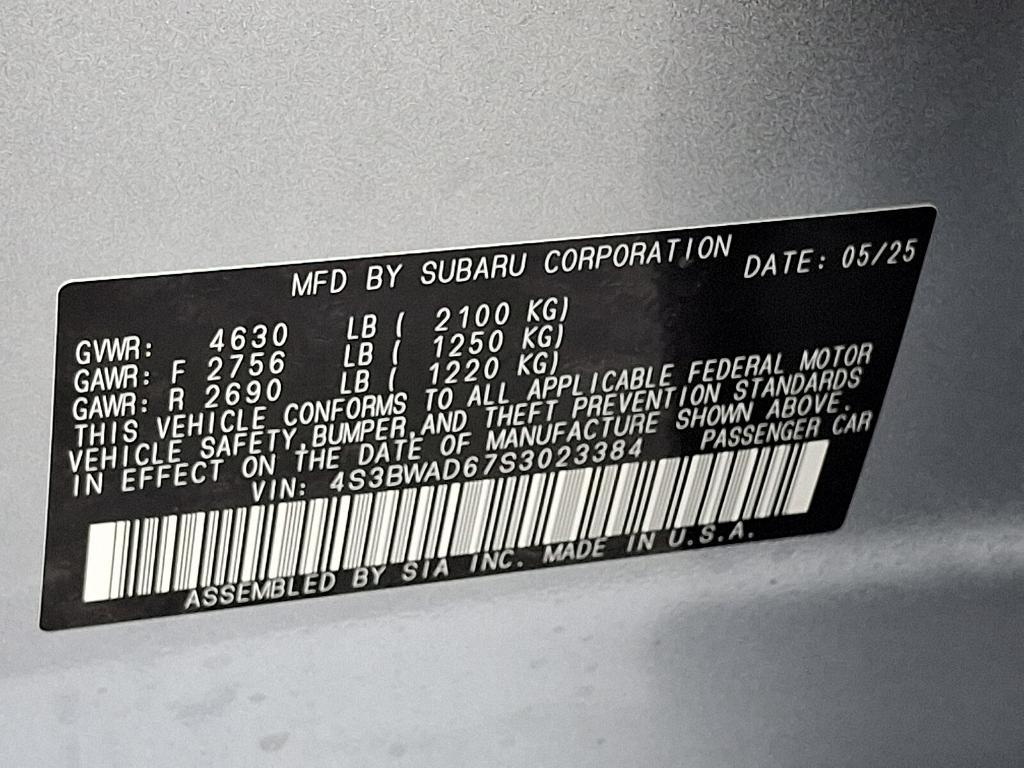 MFD BY SUBARU CORPORATION DATE: 05/25
GVWR: 4630 LB ( 2100 KG)
GAWR: F 2756 LB ( 1250 KG)
GAWR: R 2690 LB ( 1220 KG)
THIS VEHICLE CONFORMS TO ALL APPLICABLE FEDERAL MOTOR
VEHICLE SAFETY,BUMPER,AND THEFT PREVENTION STANDARDS
IN EFFECT ON THE DATE OF MANUFACTURE SHOWN ABOVE.
VIN: 4S3BWAD67S3023384 PASSENGER CAR
ASSEMBLED BY SIA INC. MADE IN U.S.A.